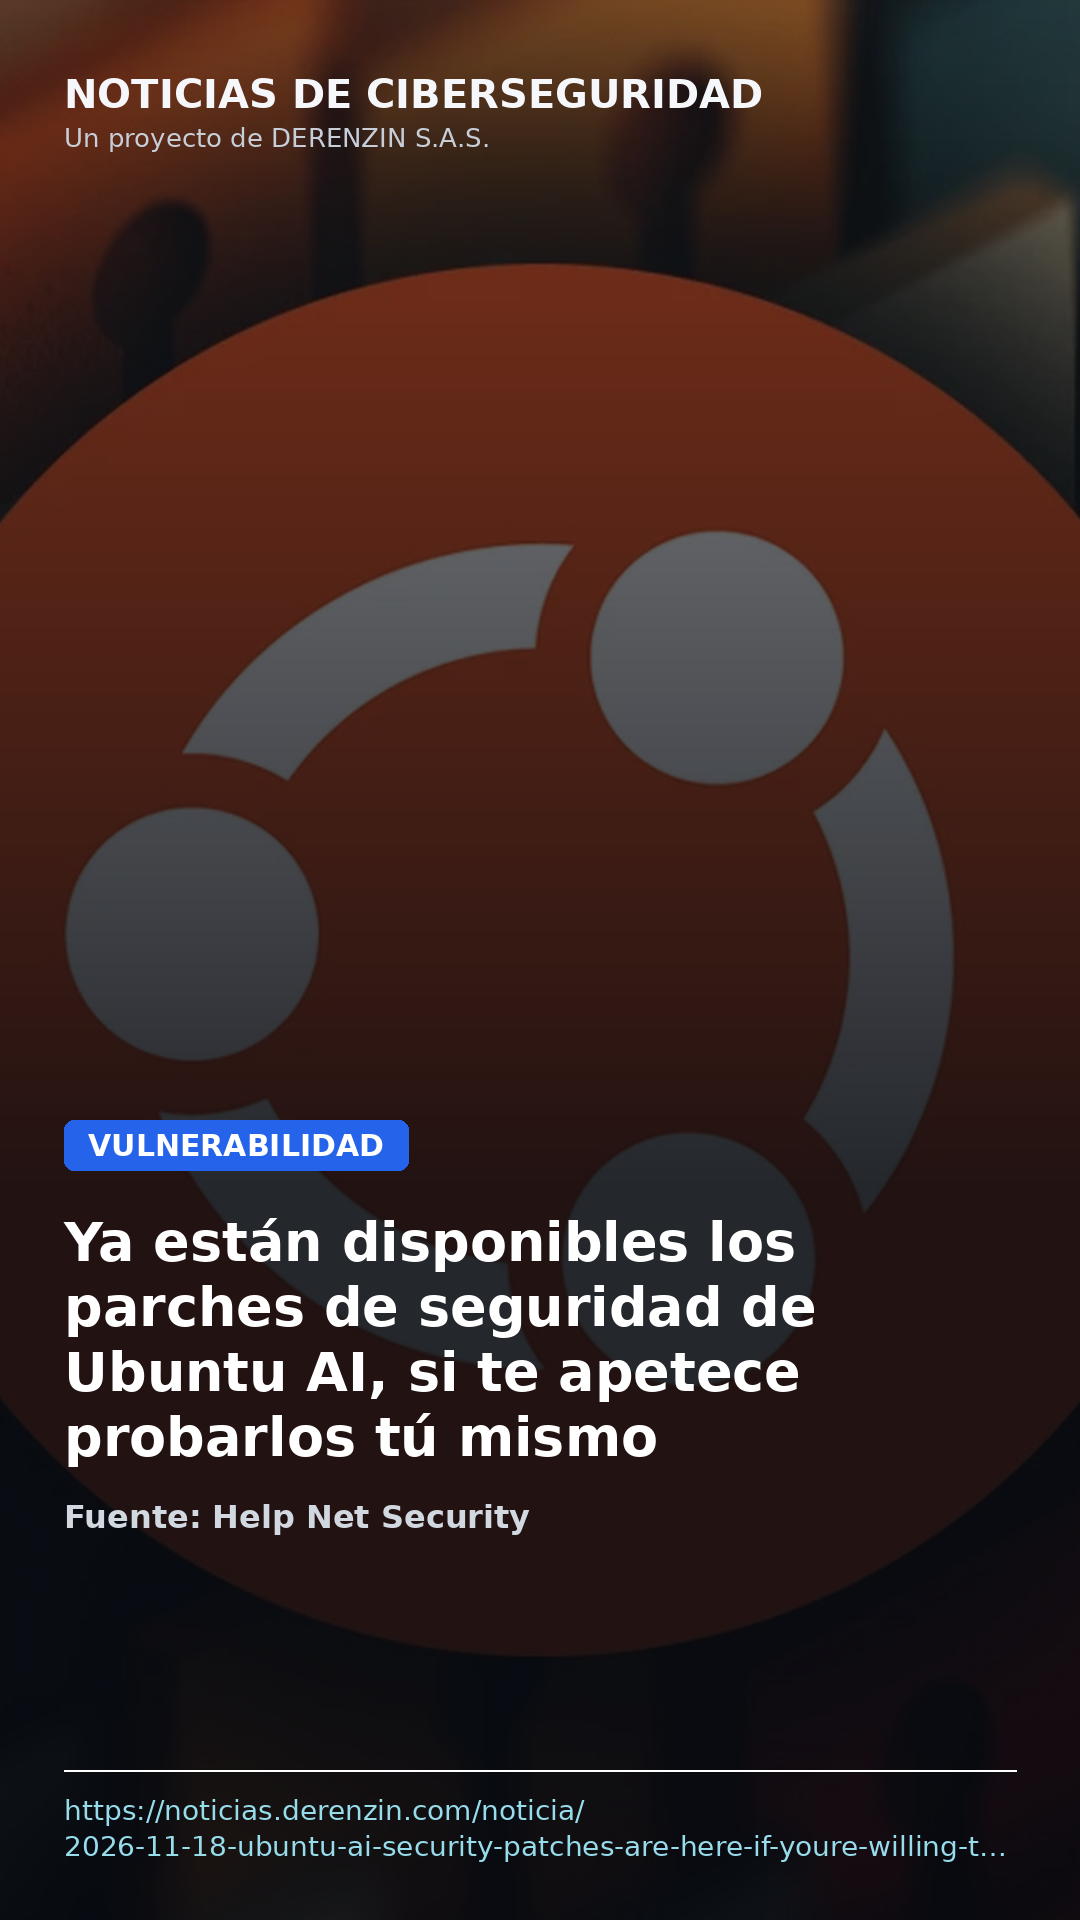 NOTICIAS DE CIBERSEGURIDAD
Un proyecto de DERENZIN S.A.S.
VULNERABILIDAD
Ya están disponibles los
parches de seguridad de
Ubuntu AI, si te apetece
probarlos tú mismo
Fuente: Help Net Security
https://noticias.derenzin.com/noticia/
2026-11-18-ubuntu-ai-security-patches-are-here-if-youre-willing-t...